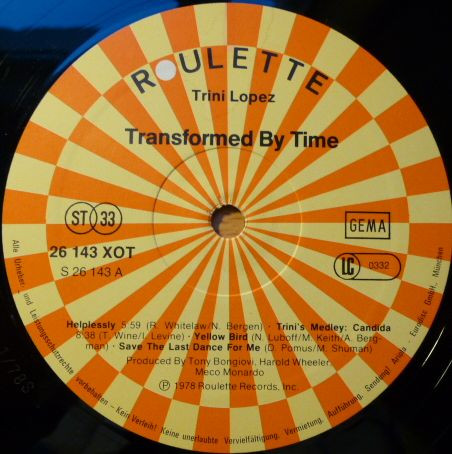 ROULETTE
Trini Lopez
Transformed By Time
ST 33
GEMA
26 143 XOT
S 26 143 A
LC 0332
Helplessly 5:59 (R. Whitelaw/N. Bergen) · Trini's Medley: Candida
8:38 (T. Wine/I. Levine) · Yellow Bird (N. Luboff/M. Keith/A. Berg-
man) · Save The Last Dance For Me (D. Pomus/M. Shuman)
Produced By Tony Bongiovi, Harold Wheeler,
Meco Monardo
Ⓟ 1978 Roulette Records, Inc.
Alle Urheber- und Leistungsschutzrechte vorbehalten – Kein Verleih! Keine unerlaubte Vervielfältigung, Vermietung, Aufführung, Sendung! Ariola - Eurodisc GmbH., München